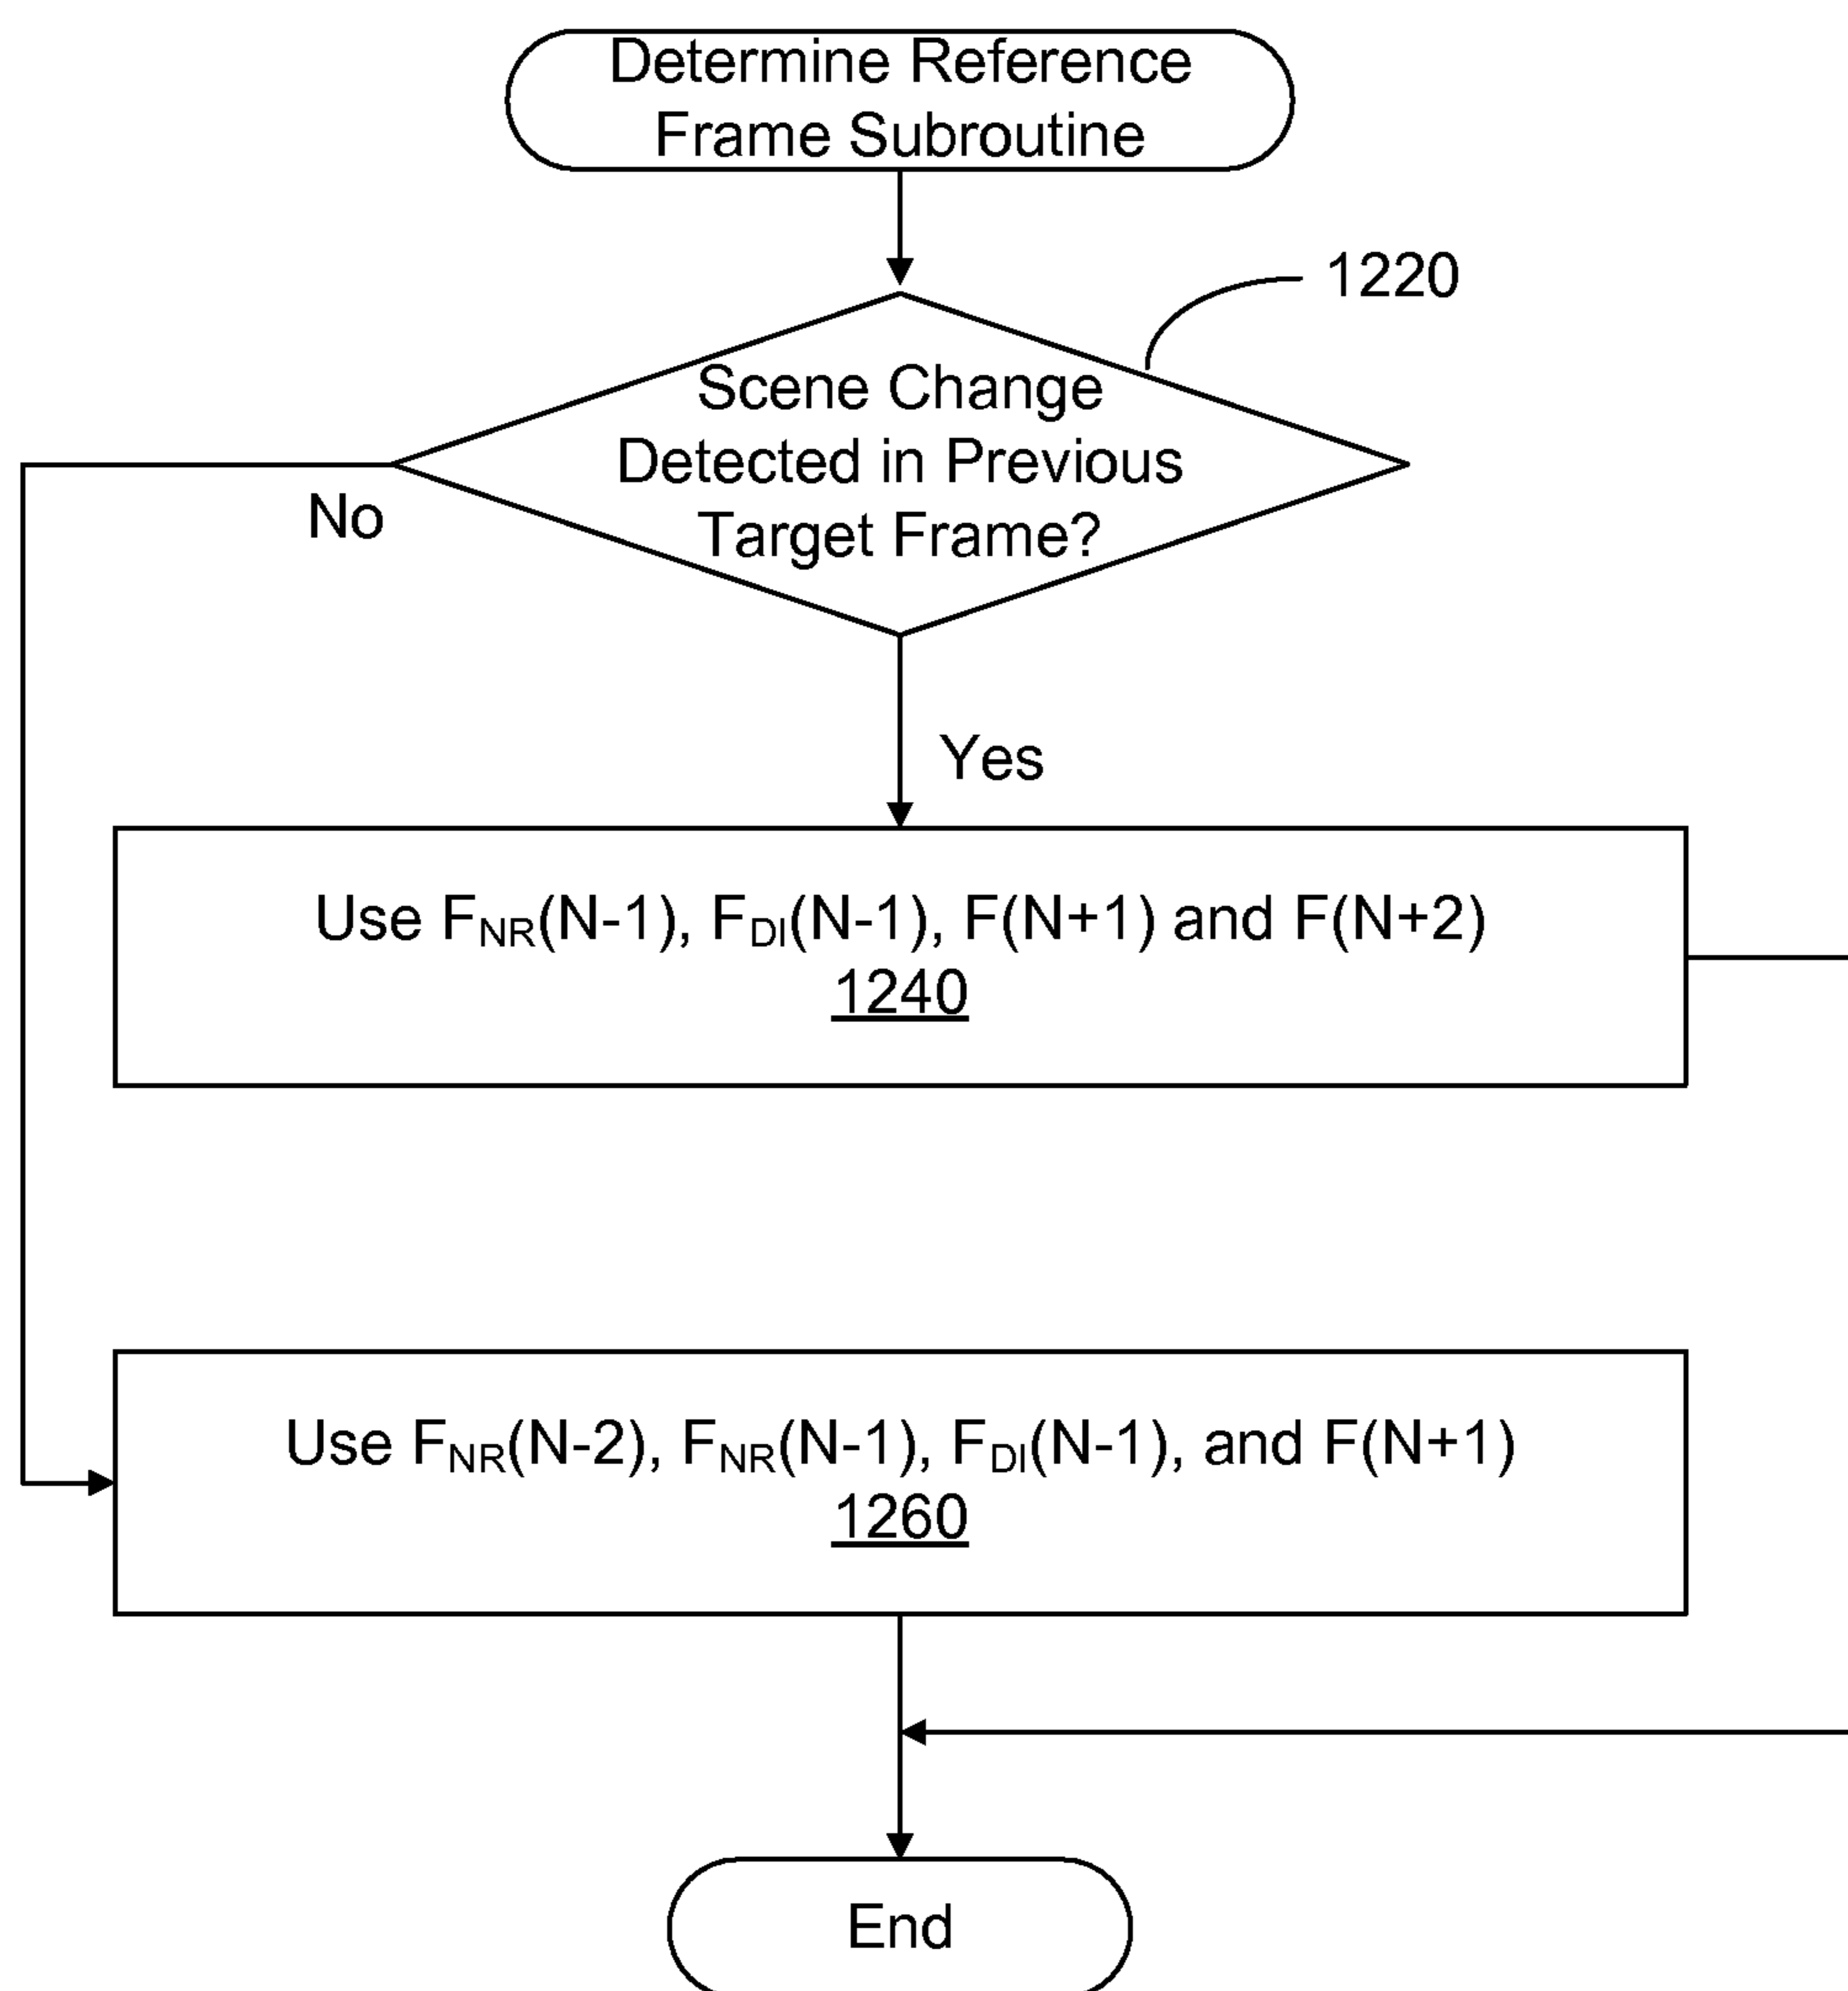 Determine Reference
Frame Subroutine
1220
Scene Change
Detected in Previous
Target Frame?
No
Yes
Use F_NR(N-1), F_DI(N-1), F(N+1) and F(N+2)
1240
Use F_NR(N-2), F_NR(N-1), F_DI(N-1), and F(N+1)
1260
End